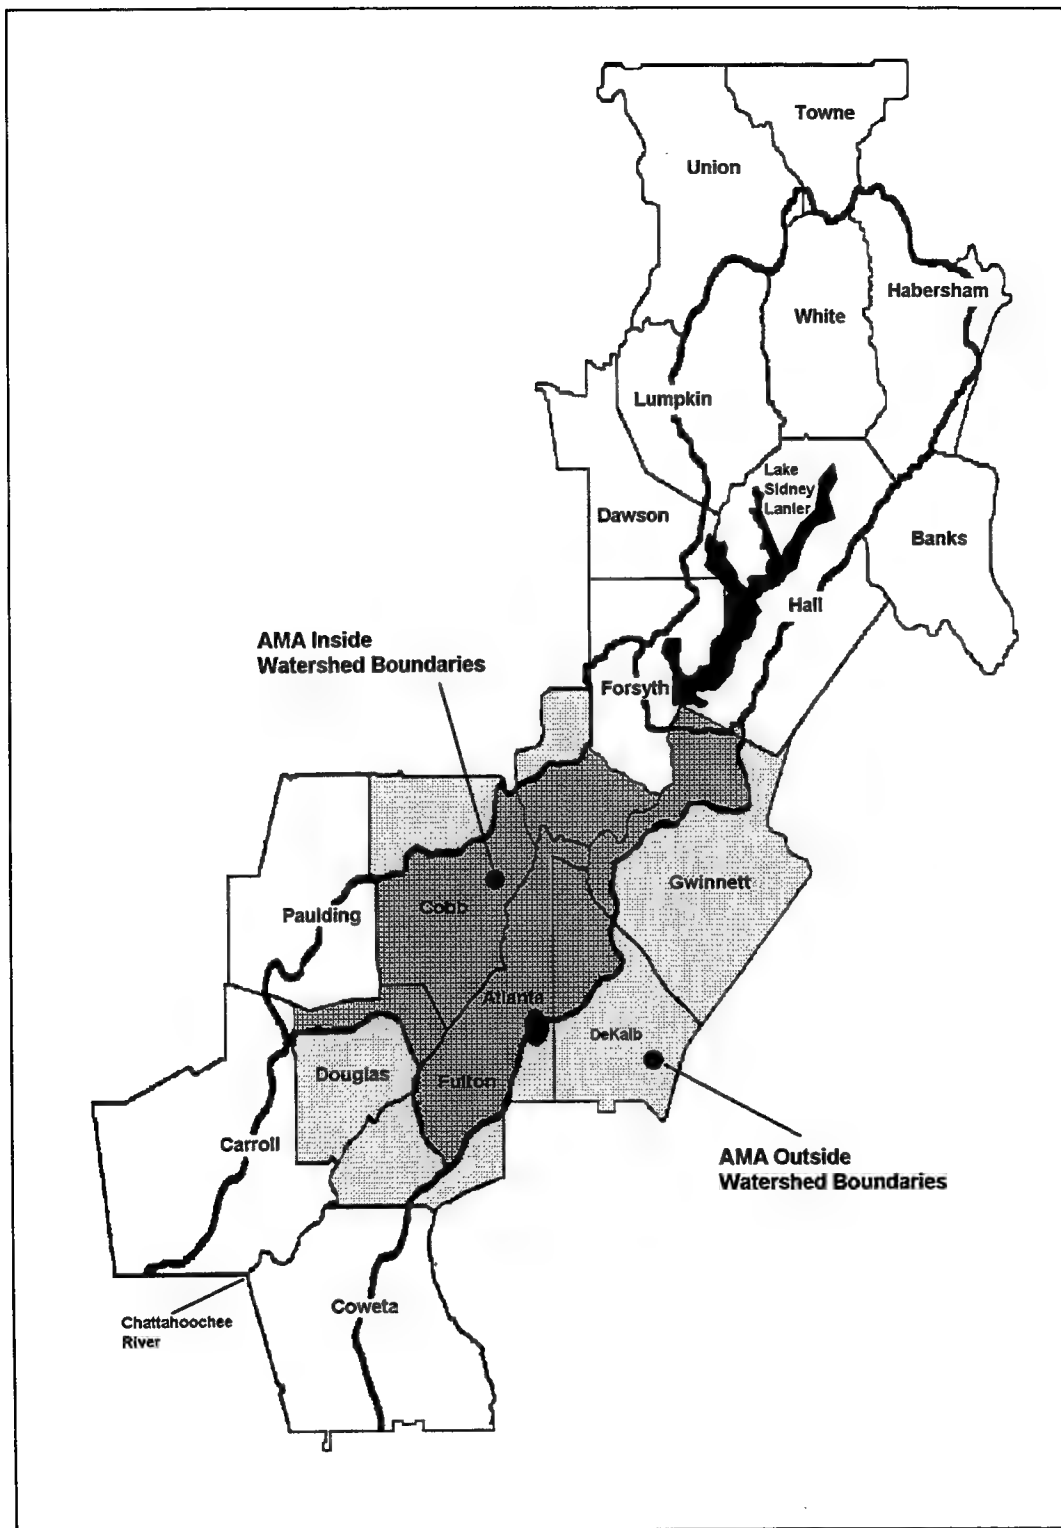 Towne
Union
Habersham
White
Lumpkin
Lake
Sidney
Lanier
Dawson
Banks
Hall
AMA Inside
Watershed Boundaries
Forsyth
Gwinnett
Cobb
Paulding
Atlanta
DeKalb
Douglas
Fulton
Carroll
AMA Outside
Watershed Boundaries
Coweta
Chattahoochee
River